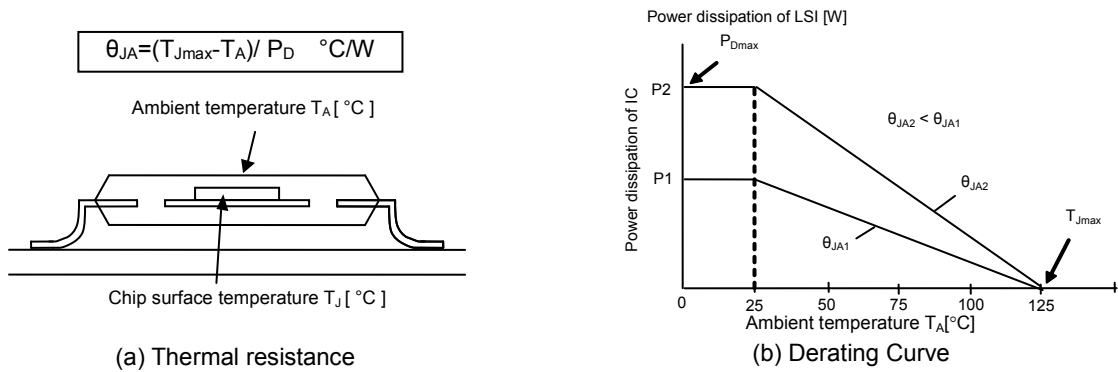 θJA=(TJmax-TA)/ PD °C/W
Ambient temperature TA [ °C ]
Chip surface temperature TJ [ °C ]
(a) Thermal resistance
Power dissipation of LSI [W]
PDmax
P2
P1
Power dissipation of IC
θJA2 < θJA1
θJA2
θJA1
TJmax
0 25 50 75 100 125
Ambient temperature TA[°C]
(b) Derating Curve